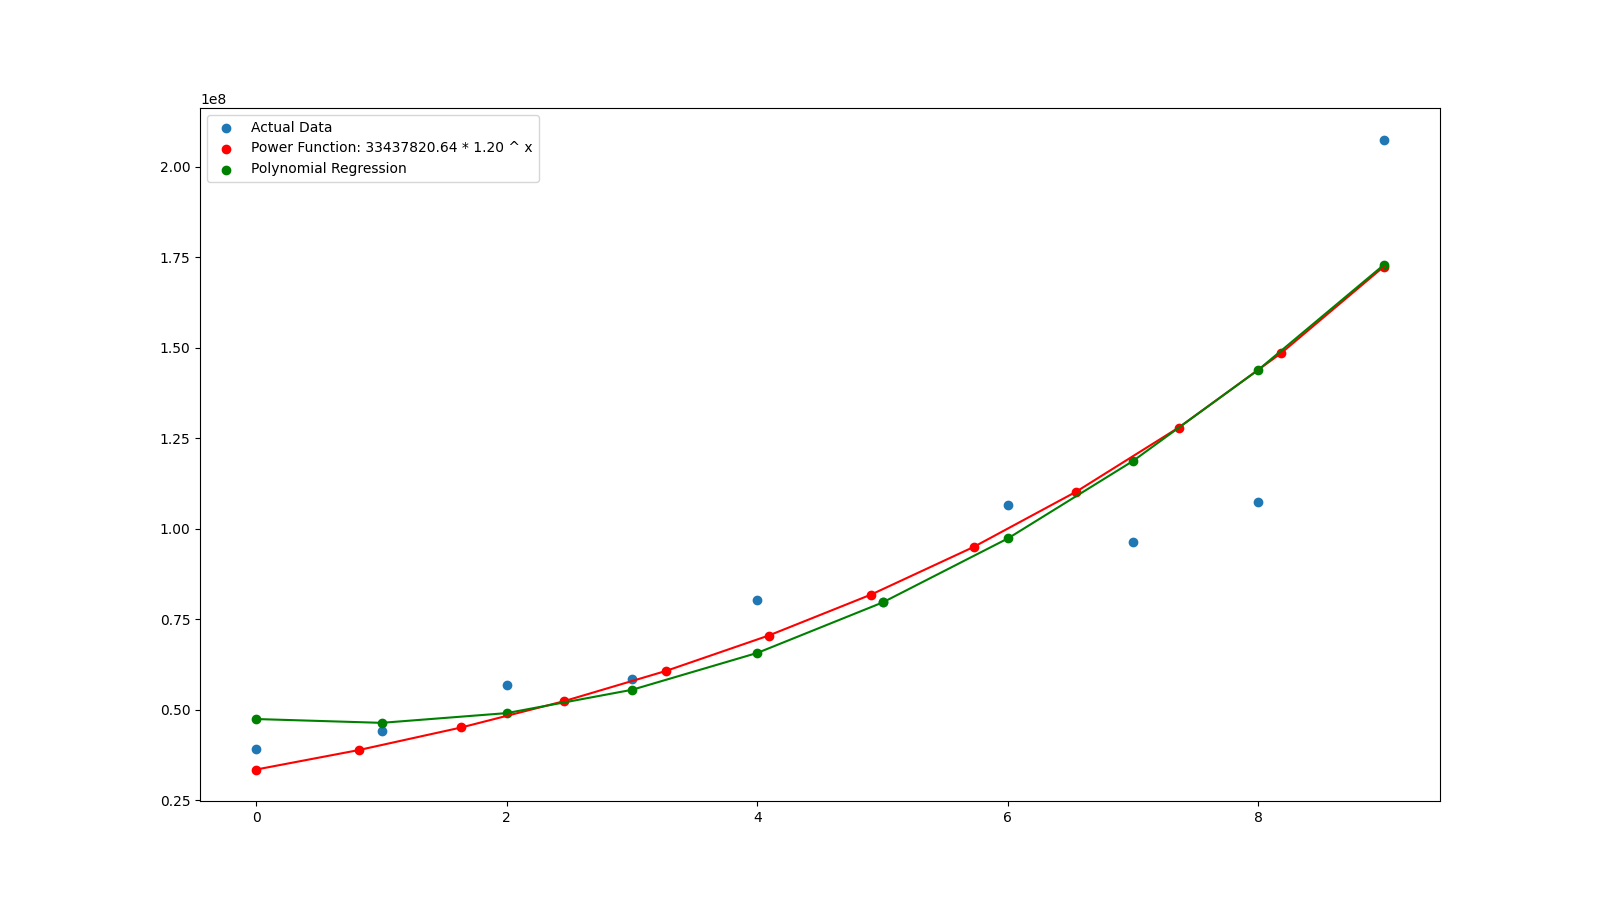 1e8
Actual Data
Power Function: 33437820.64 * 1.20 ^ x
Polynomial Regression
2.00
1.75
1.50
1.25
1.00
0.75
0.50
0.25
0 2 4 6 8